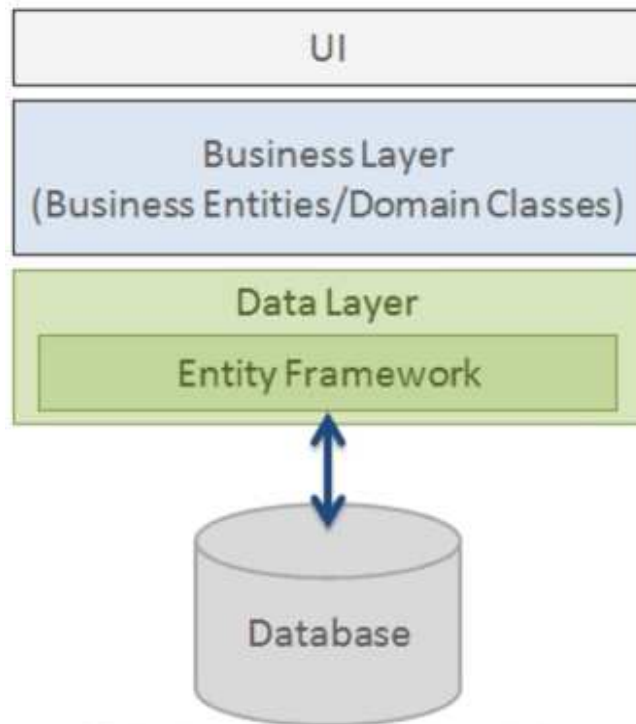 UI
Business Layer
(Business Entities/Domain Classes)
Data Layer
Entity Framework
Database